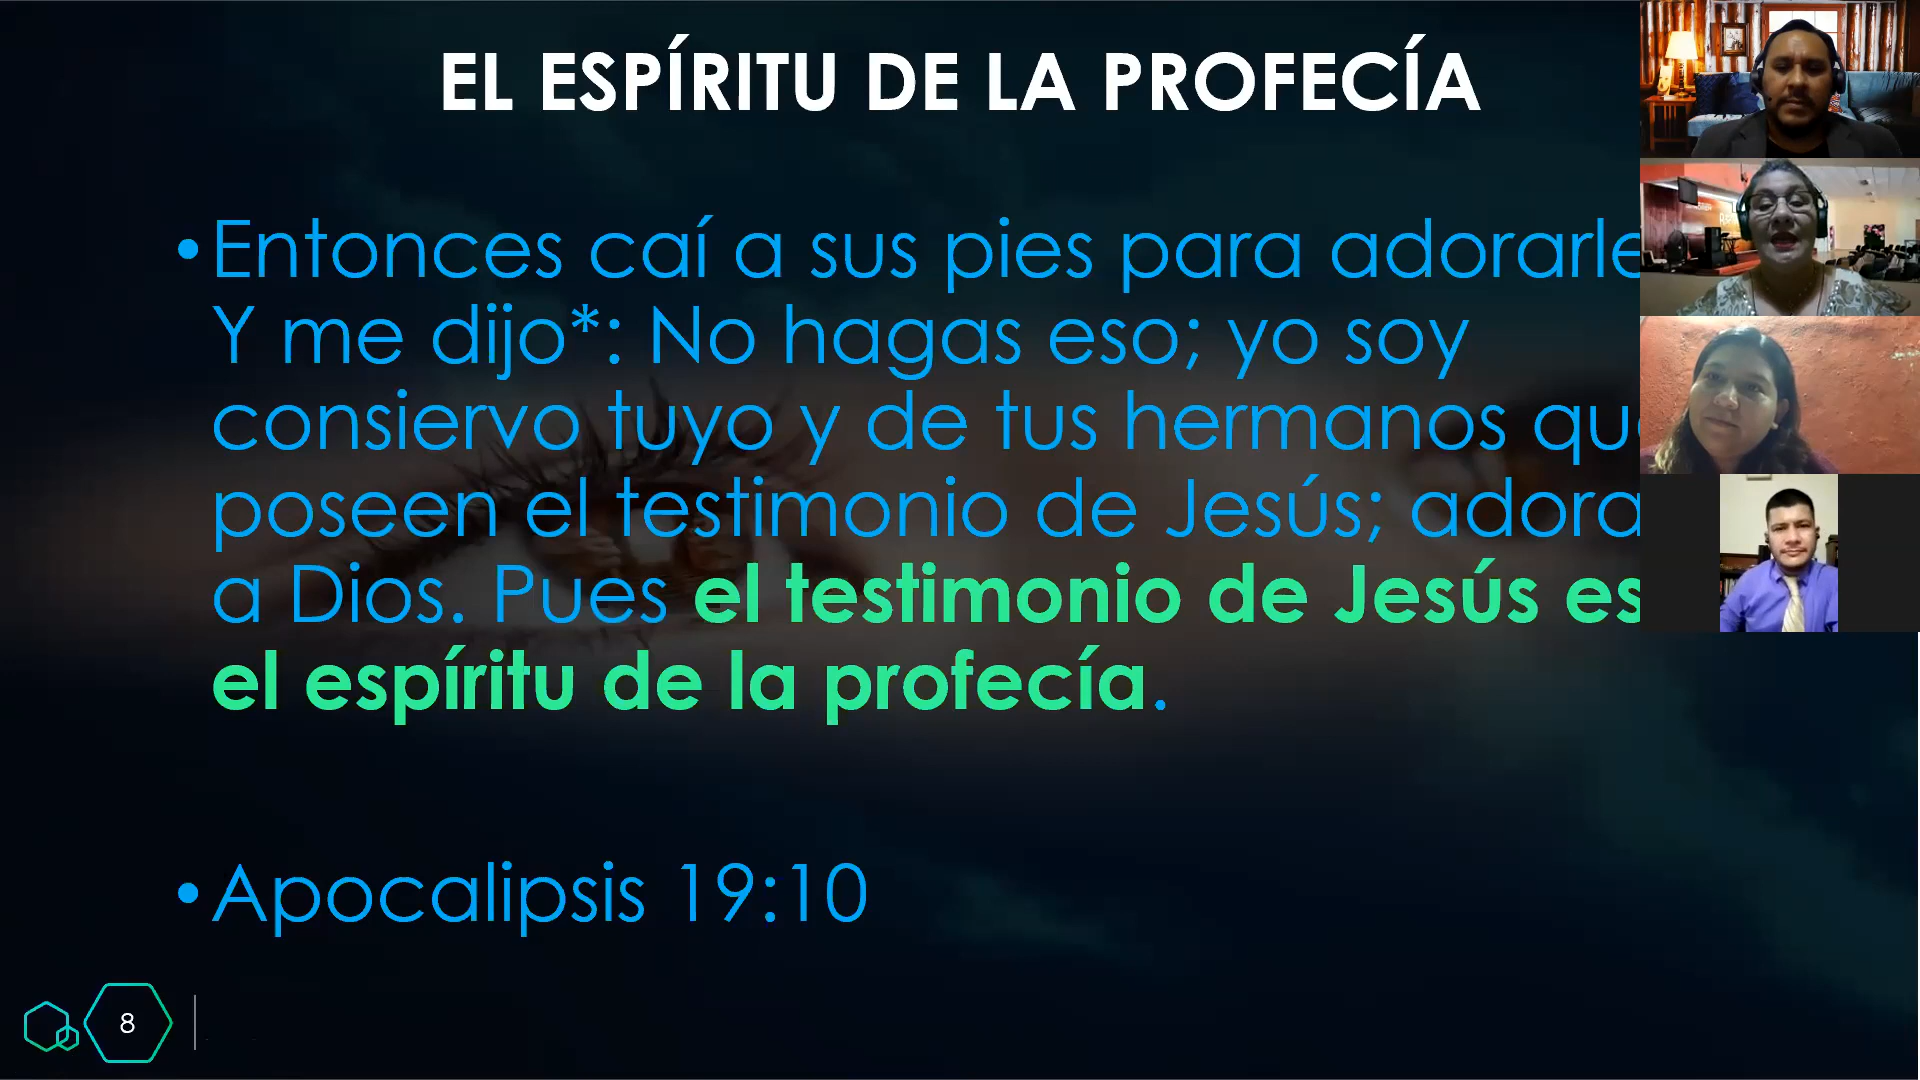 EL ESPÍRITU DE LA PROFECÍA
• Entonces caí a sus pies para adorarle
Y me dijo*: No hagas eso; yo soy
consiervo tuyo y de tus hermanos que
poseen el testimonio de Jesús; adora
a Dios. Pues el testimonio de Jesús es
el espíritu de la profecía.
• Apocalipsis 19:10
8